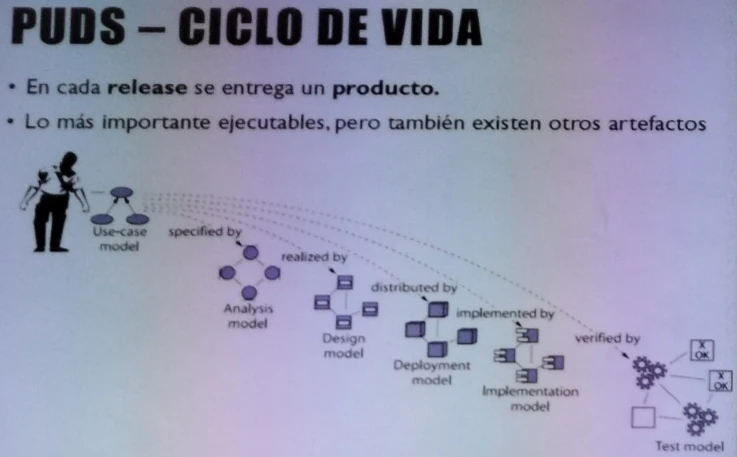 PUDS – CICLO DE VIDA
• En cada release se entrega un producto.
• Lo más importante ejecutables, pero también existen otros artefactos
Use-case
model
specified by
Analysis
model
realized by
Design
model
distributed by
Deployment
model
implemented by
Implementation
model
verified by
X
OK
X
OK
Test model